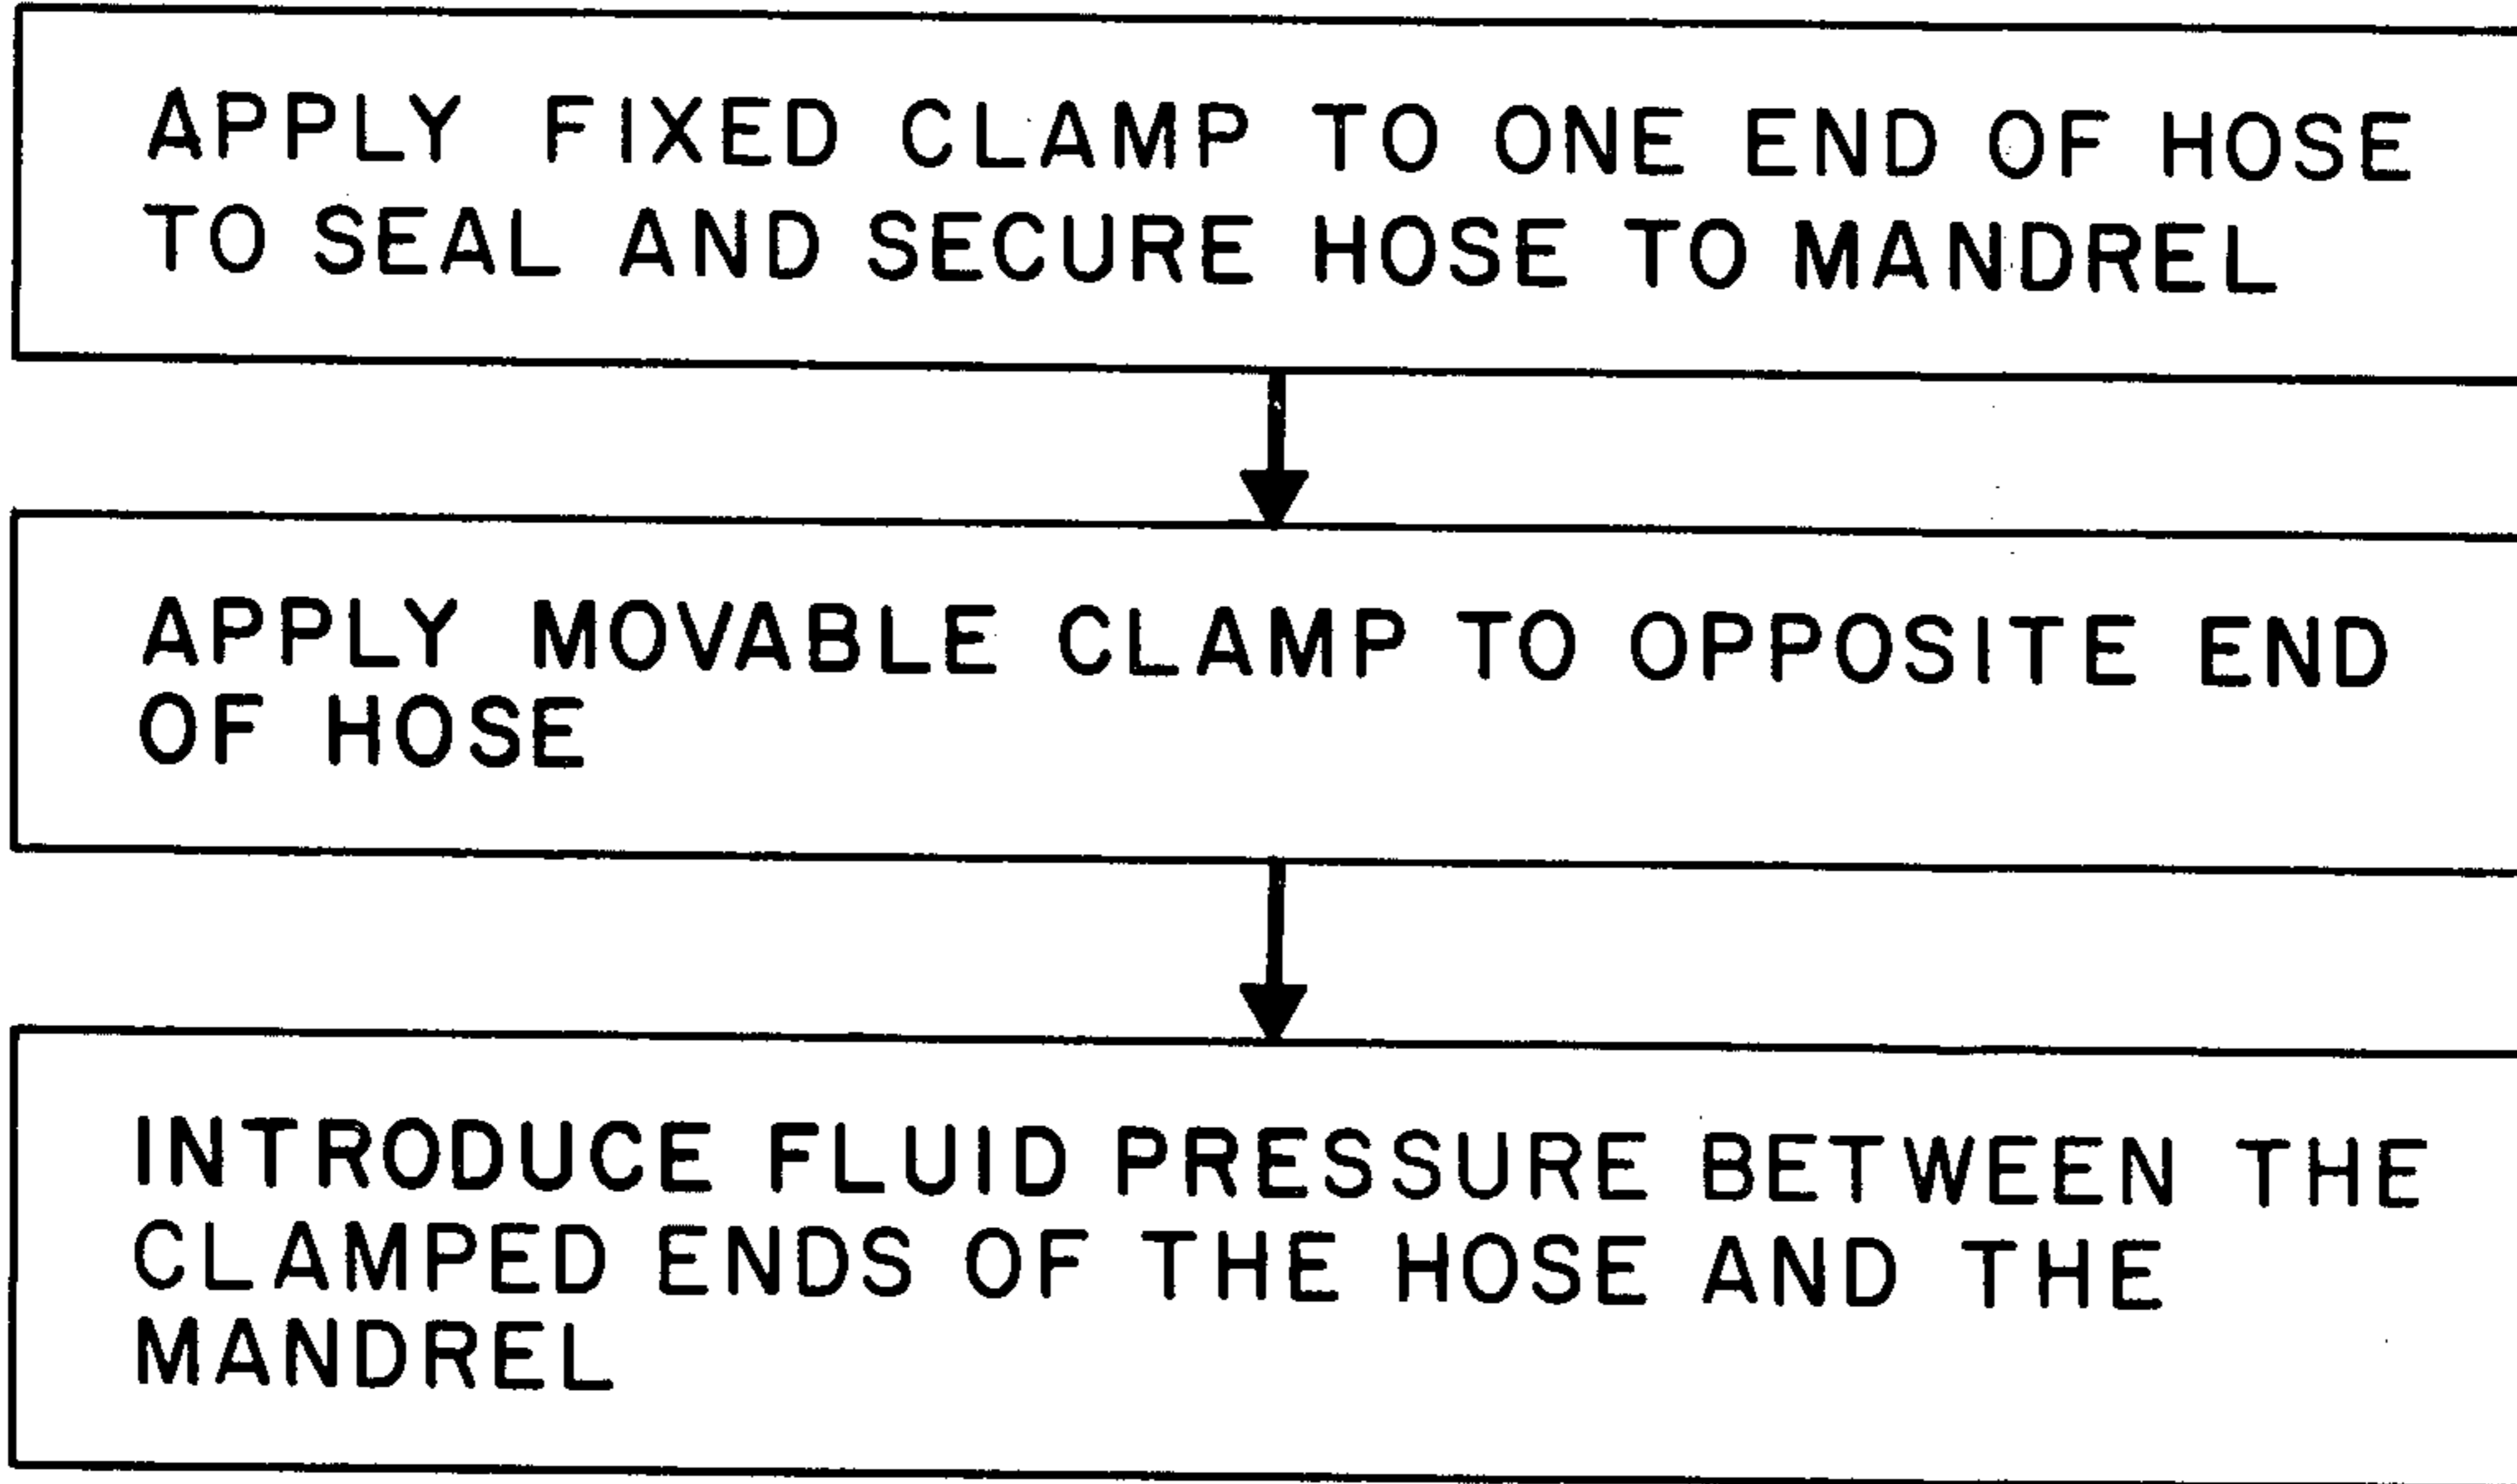 APPLY FIXED CLAMP TO ONE END OF HOSE
TO SEAL AND SECURE HOSE TO MANDREL
APPLY MOVABLE CLAMP TO OPPOSITE END
OF HOSE
INTRODUCE FLUID PRESSURE BETWEEN THE
CLAMPED ENDS OF THE HOSE AND THE
MANDREL